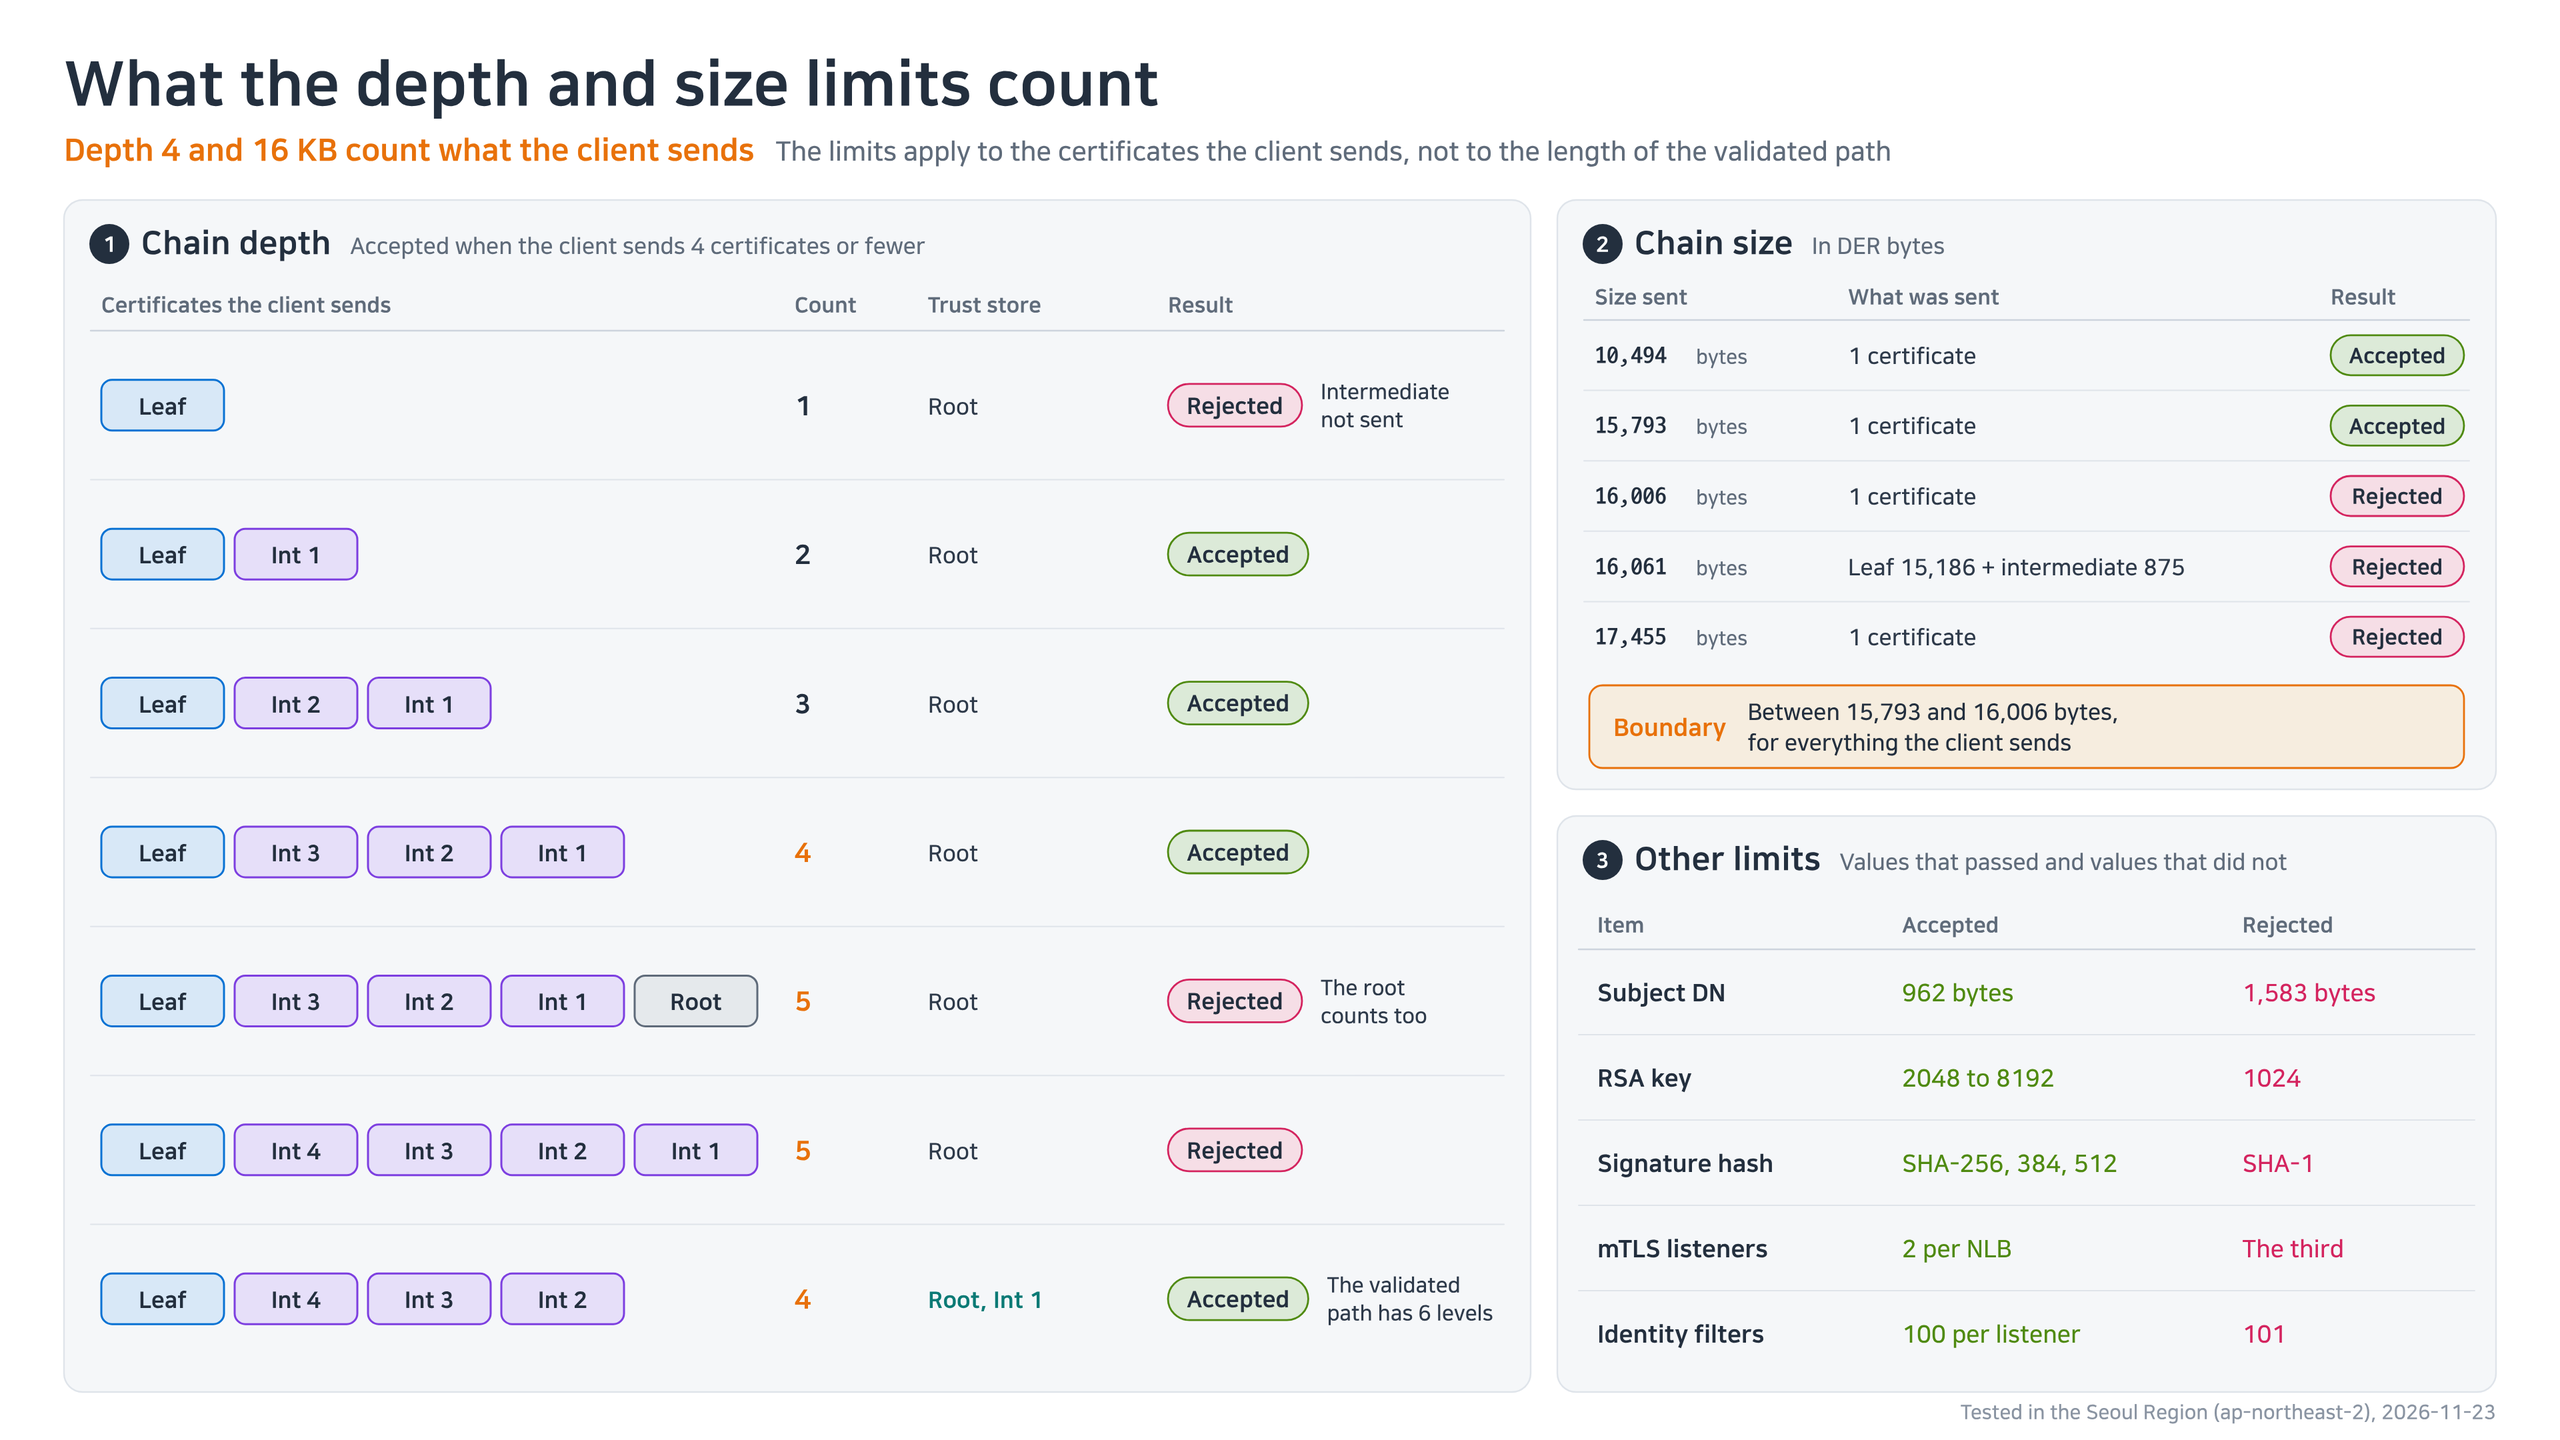 What the depth and size limits count
Depth 4 and 16 KB count what the client sends The limits apply to the certificates the client sends, not to the length of the validated path
1 Chain depth Accepted when the client sends 4 certificates or fewer
Certificates the client sends Count Trust store Result
Leaf 1 Root Rejected Intermediate
not sent
Leaf Int 1 2 Root Accepted
Leaf Int 2 Int 1 3 Root Accepted
Leaf Int 3 Int 2 Int 1 4 Root Accepted
Leaf Int 3 Int 2 Int 1 Root 5 Root Rejected The root
counts too
Leaf Int 4 Int 3 Int 2 Int 1 5 Root Rejected
Leaf Int 4 Int 3 Int 2 4 Root, Int 1 Accepted The validated
path has 6 levels
2 Chain size In DER bytes
Size sent What was sent Result
10,494 bytes 1 certificate Accepted
15,793 bytes 1 certificate Accepted
16,006 bytes 1 certificate Rejected
16,061 bytes Leaf 15,186 + intermediate 875 Rejected
17,455 bytes 1 certificate Rejected
Boundary Between 15,793 and 16,006 bytes,
for everything the client sends
3 Other limits Values that passed and values that did not
Item Accepted Rejected
Subject DN 962 bytes 1,583 bytes
RSA key 2048 to 8192 1024
Signature hash SHA-256, 384, 512 SHA-1
mTLS listeners 2 per NLB The third
Identity filters 100 per listener 101
Tested in the Seoul Region (ap-northeast-2), 2026-11-23